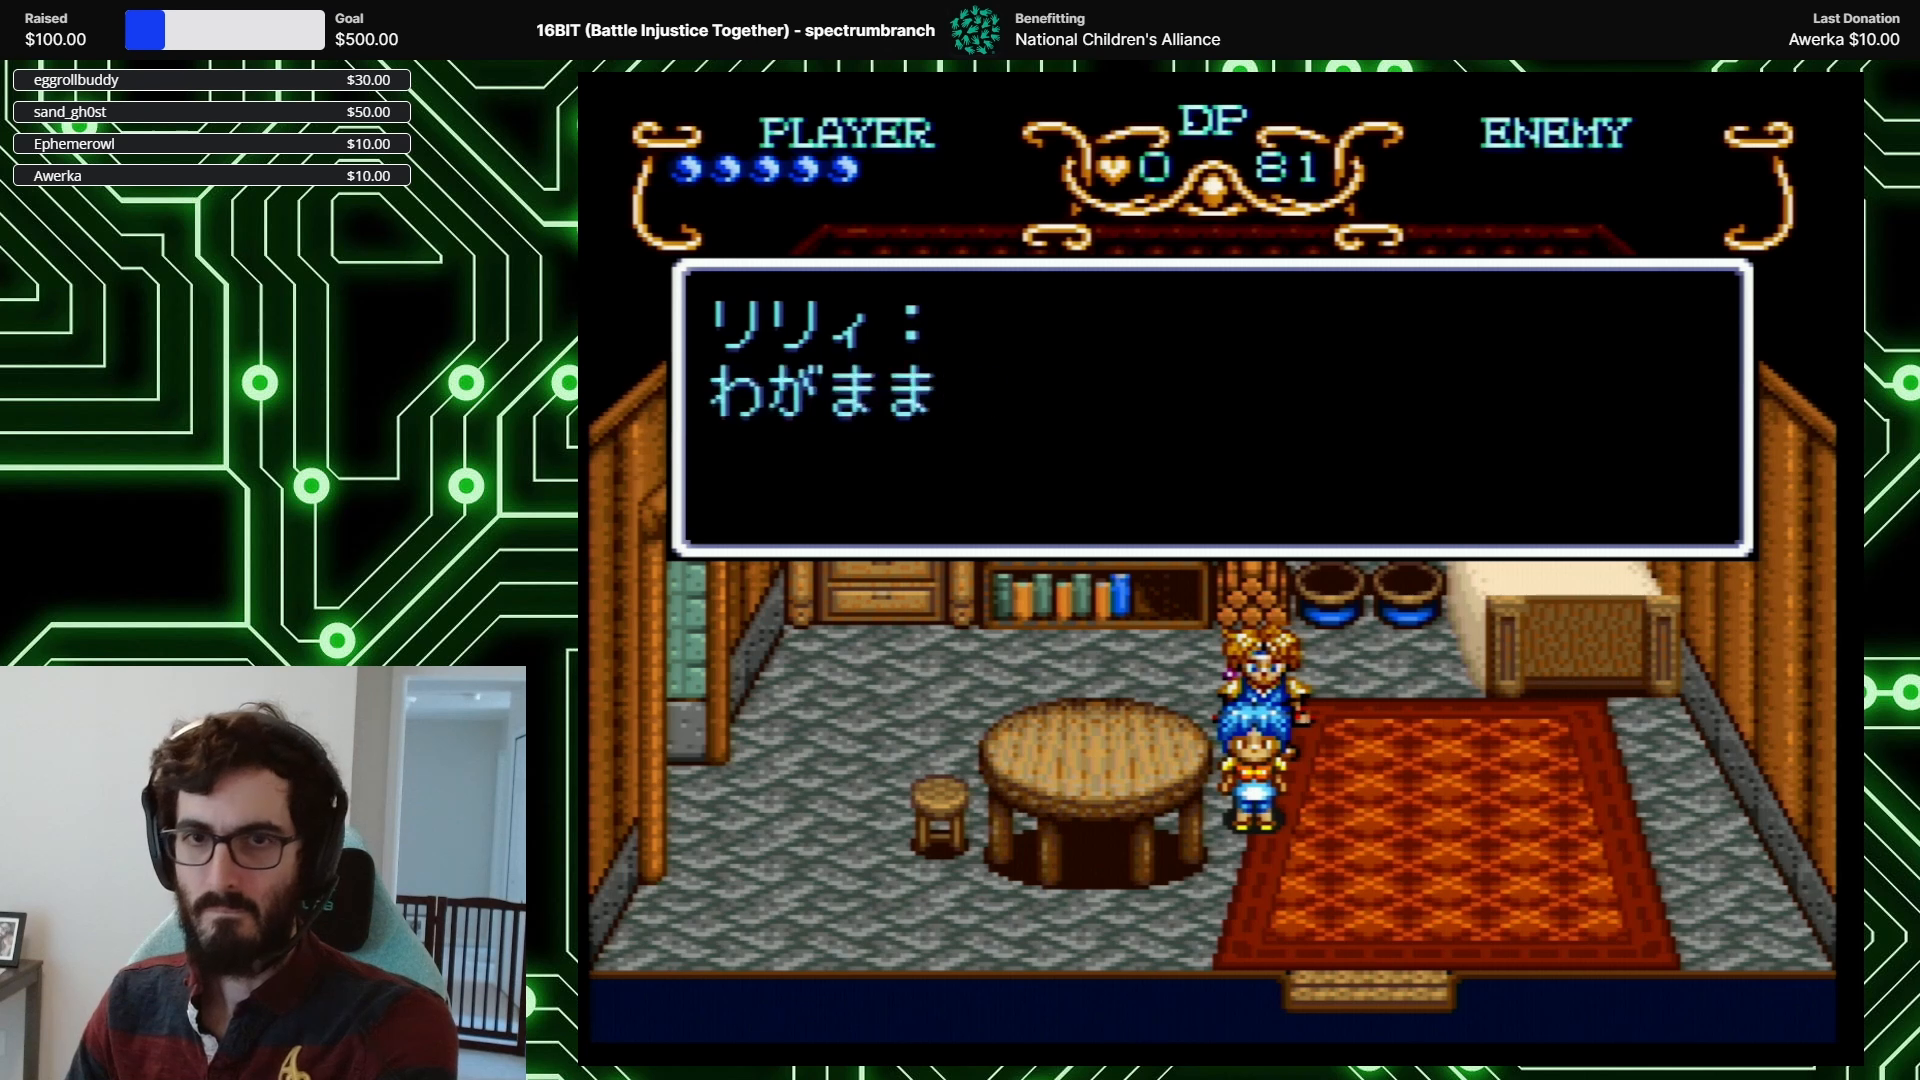 Raised
$100.00
Goal
$500.00
16BIT (Battle Injustice Together) - spectrumbranch
Benefitting
National Children's Alliance
Last Donation
Awerka $10.00
eggrollbuddy $30.00
sand_gh0st $50.00
Ephemerowl $10.00
Awerka $10.00
PLAYER DP ENEMY
0 81
リリィ：
わがまま